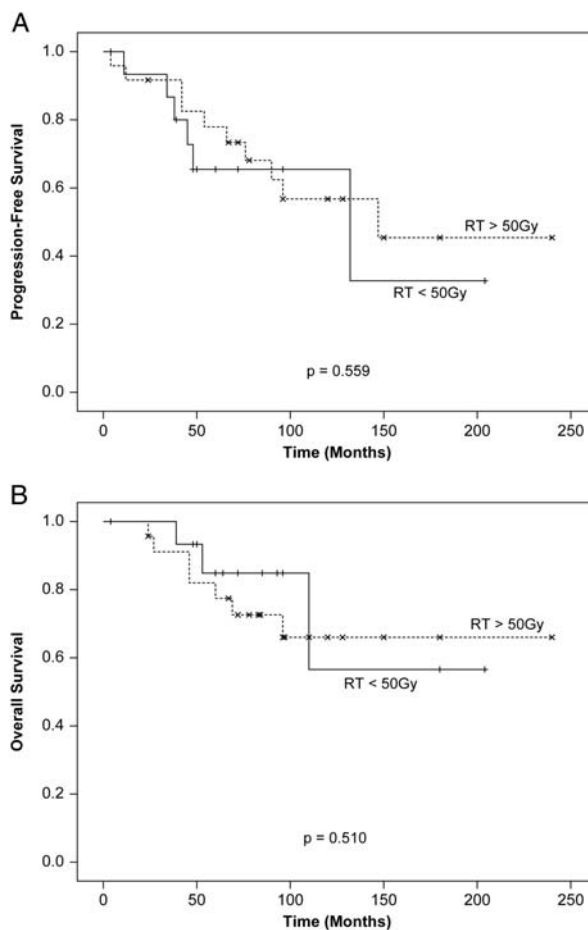 A
Progression-Free Survival
1.0
0.8
0.6
0.4
0.2
0.0
RT > 50Gy
RT < 50Gy
p = 0.559
0 50 100 150 200 250
Time (Months)
B
Overall Survival
1.0
0.8
0.6
0.4
0.2
0.0
RT > 50Gy
RT < 50Gy
p = 0.510
0 50 100 150 200 250
Time (Months)